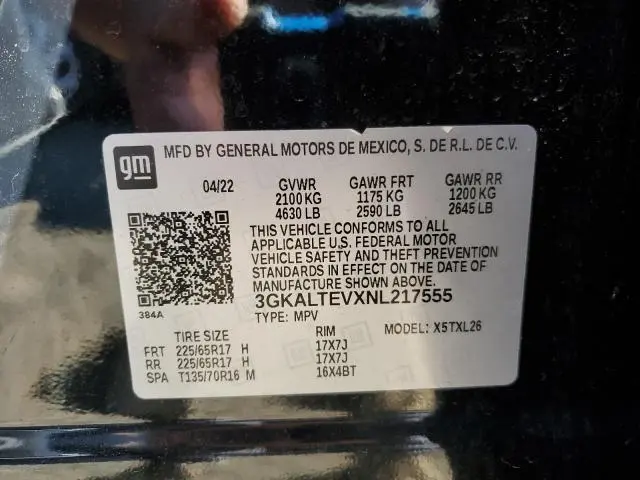 gm
MFD BY GENERAL MOTORS DE MEXICO, S. DE R.L. DE C.V.
04/22 GVWR GAWR FRT GAWR RR
2100 KG 1175 KG 1200 KG
4630 LB 2590 LB 2645 LB
THIS VEHICLE CONFORMS TO ALL
APPLICABLE U.S. FEDERAL MOTOR
VEHICLE SAFETY AND THEFT PREVENTION
STANDARDS IN EFFECT ON THE DATE OF
MANUFACTURE SHOWN ABOVE.
3GKALTEVXNL217555
384A
TYPE: MPV
TIRE SIZE RIM MODEL: X5TXL26
FRT 225/65R17 H 17X7J
RR 225/65R17 H 17X7J
SPA T135/70R16 M 16X4BT